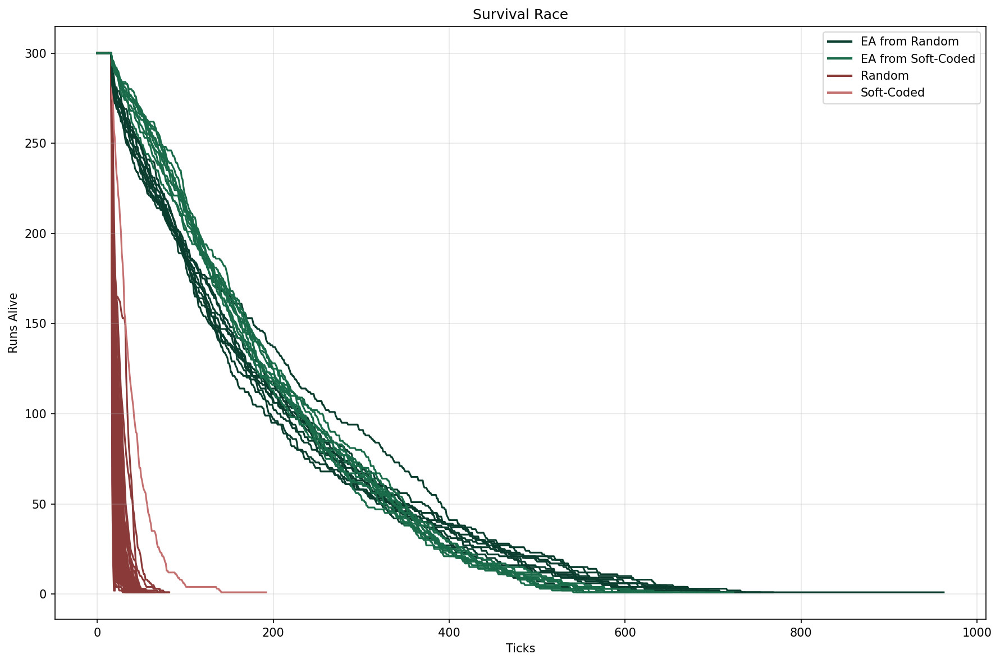 Survival Race
EA from Random
EA from Soft-Coded
Random
Soft-Coded
300
250
200
150
100
50
0
Runs Alive
0 200 400 600 800 1000
Ticks